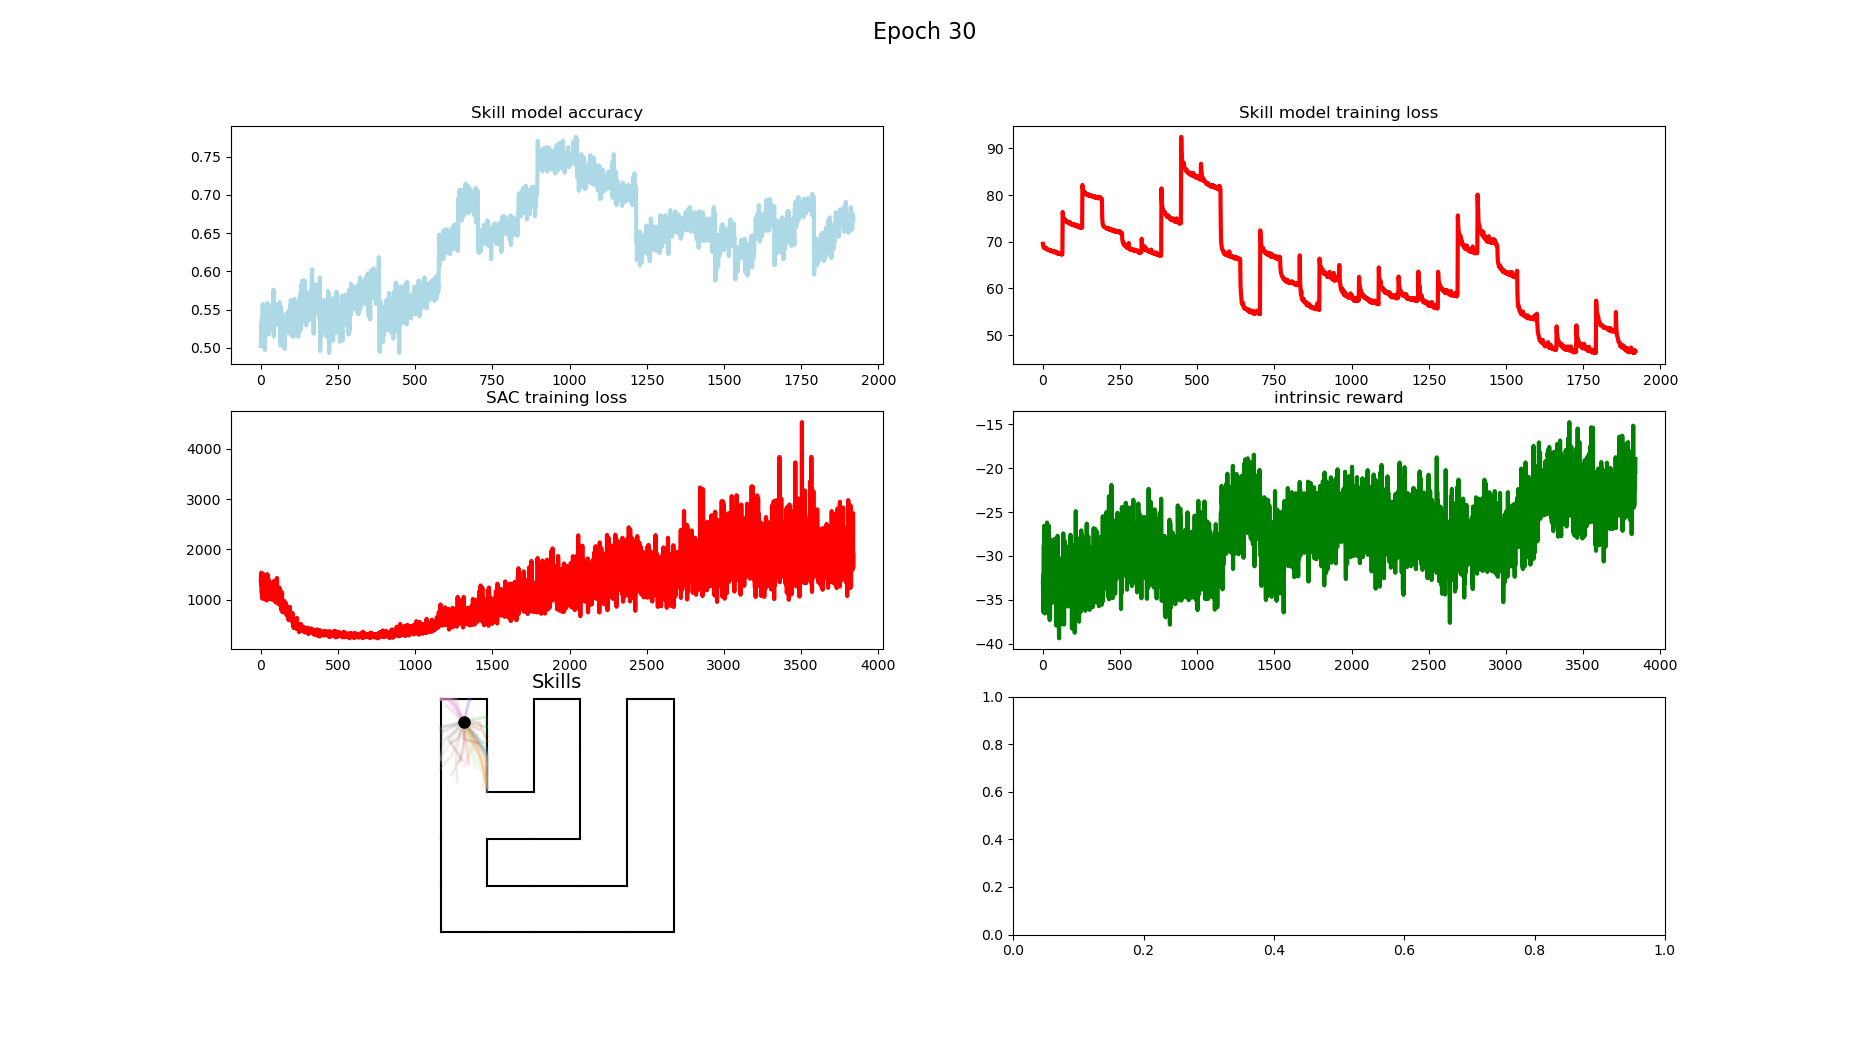 Epoch 30
Skill model accuracy
0.75
0.70
0.65
0.60
0.55
0.50
0 250 500 750 1000 1250 1500 1750 2000
Skill model training loss
90
80
70
60
50
0 250 500 750 1000 1250 1500 1750 2000
SAC training loss
4000
3000
2000
1000
0 500 1000 1500 2000 2500 3000 3500 4000
intrinsic reward
−15
−20
−25
−30
−35
−40
0 500 1000 1500 2000 2500 3000 3500 4000
Skills
1.0
0.8
0.6
0.4
0.2
0.0
0.0 0.2 0.4 0.6 0.8 1.0